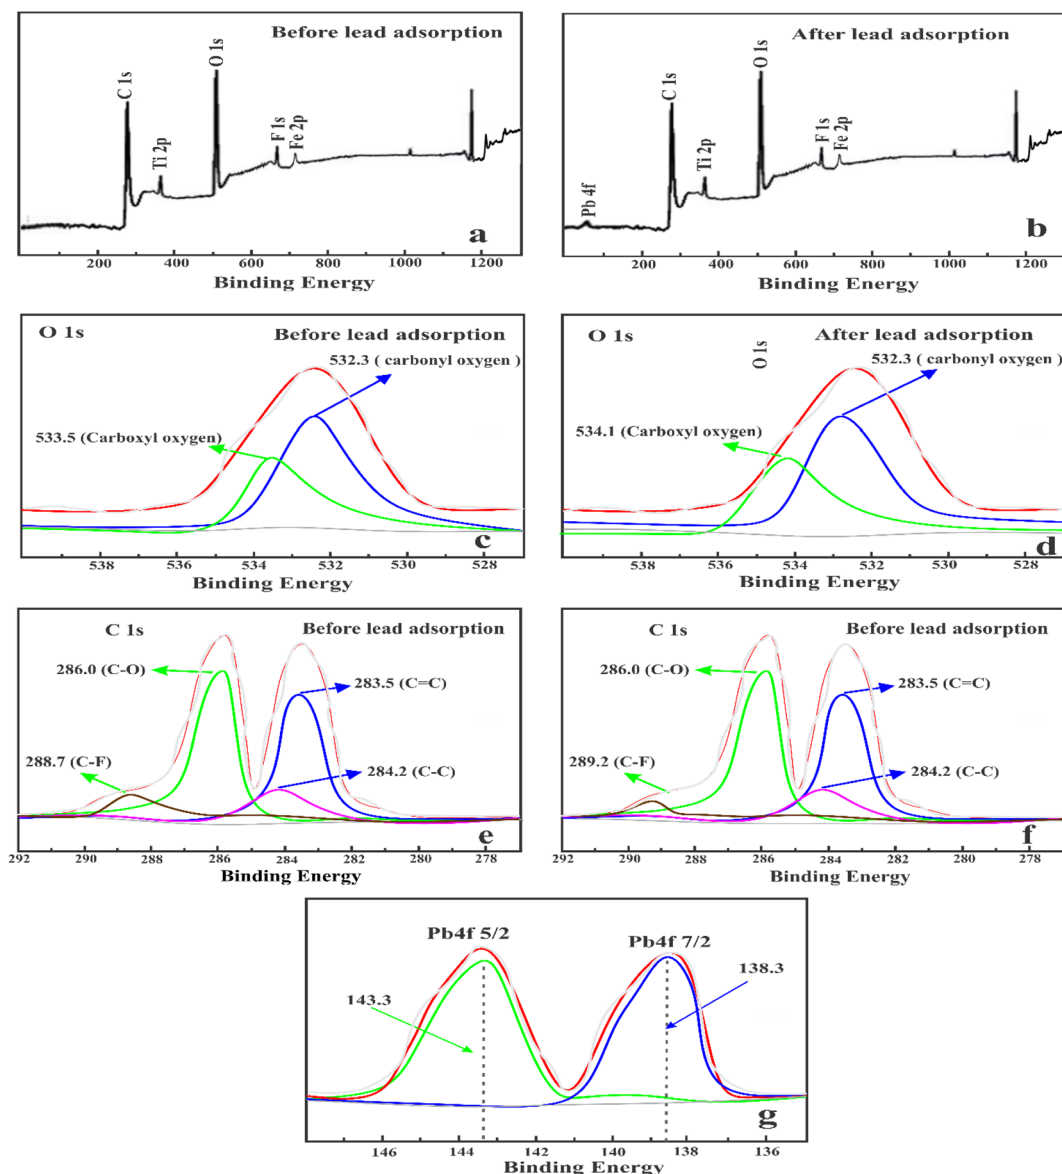 Before lead adsorption
C 1s
Ti 2p
O 1s
F 1s
Fe 2p
a
200 400 600 800 1000 1200
Binding Energy
After lead adsorption
Pb 4f
C 1s
Ti 2p
O 1s
F 1s
Fe 2p
b
200 400 600 800 1000 1200
Binding Energy
O 1s
Before lead adsorption
532.3 ( carbonyl oxygen )
533.5 (Carboxyl oxygen)
c
538 536 534 532 530 528
Binding Energy
O 1s
After lead adsorption
O 1s
532.3 ( carbonyl oxygen )
534.1 (Carboxyl oxygen)
d
538 536 534 532 530 528
Binding Energy
C 1s
Before lead adsorption
286.0 (C-O)
283.5 (C=C)
288.7 (C-F)
284.2 (C-C)
e
292 290 288 286 284 282 280 278
Binding Energy
C 1s
Before lead adsorption
286.0 (C-O)
283.5 (C=C)
289.2 (C-F)
284.2 (C-C)
f
292 290 288 286 284 282 280 278
Binding Energy
Pb4f 5/2
Pb4f 7/2
143.3
138.3
g
146 144 142 140 138 136
Binding Energy